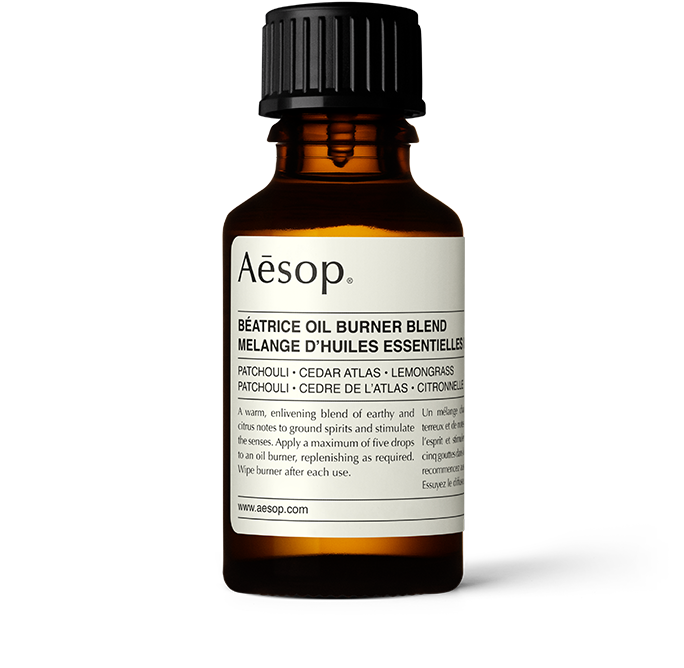 Aēsop®
BÉATRICE OIL BURNER BLEND
MELANGE D'HUILES ESSENTIELLES
PATCHOULI • CEDAR ATLAS • LEMONGRASS
PATCHOULI • CEDRE DE L'ATLAS • CITRONNELLE
A warm, enlivening blend of earthy and
citrus notes to ground spirits and stimulate
the senses. Apply a maximum of five drops
to an oil burner, replenishing as required.
Wipe burner after each use.
Un mélange
terreux et de
l'esprit et
cinq gouttes
Essuyez le
www.aesop.com